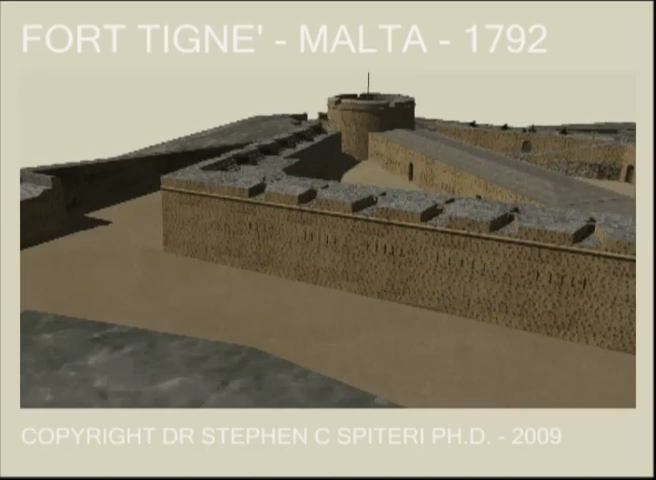 FORT TIGNE' - MALTA - 1792
COPYRIGHT DR STEPHEN C SPITERI PH.D. - 2009